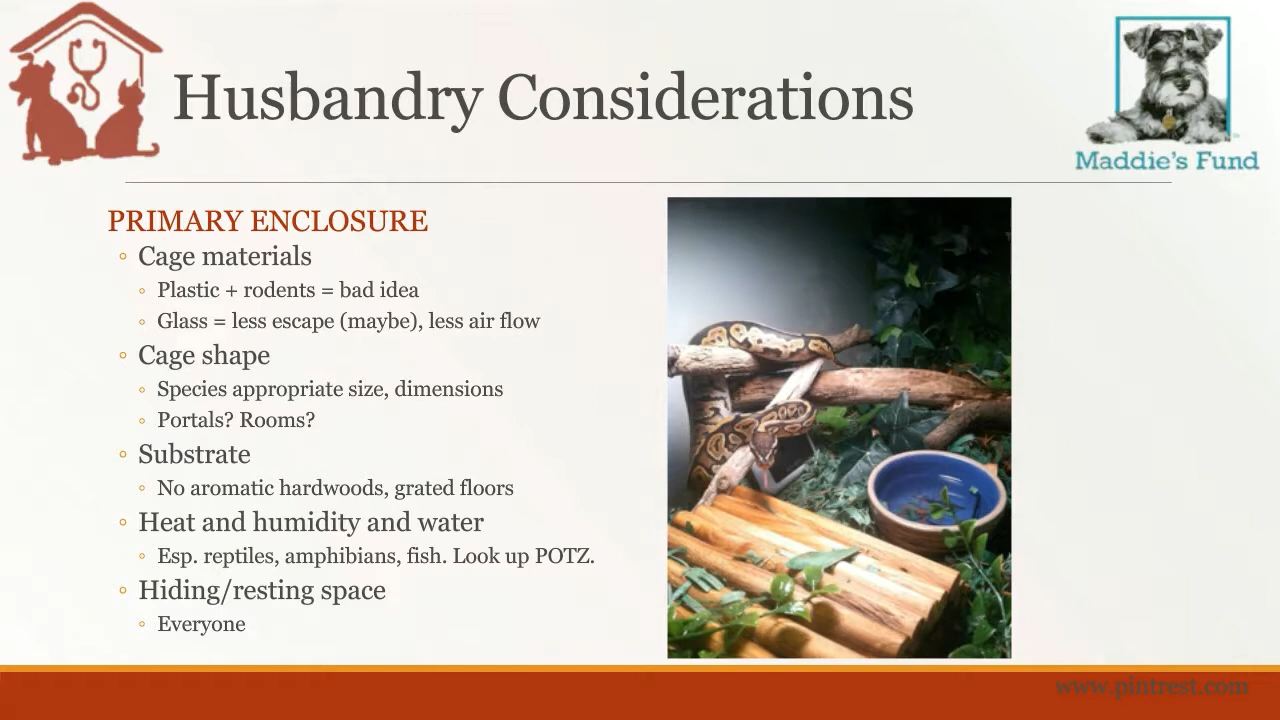 Husbandry Considerations
Maddie's Fund
PRIMARY ENCLOSURE
◦ Cage materials
◦ Plastic + rodents = bad idea
◦ Glass = less escape (maybe), less air flow
◦ Cage shape
◦ Species appropriate size, dimensions
◦ Portals? Rooms?
◦ Substrate
◦ No aromatic hardwoods, grated floors
◦ Heat and humidity and water
◦ Esp. reptiles, amphibians, fish. Look up POTZ.
◦ Hiding/resting space
◦ Everyone
www.pintrest.com